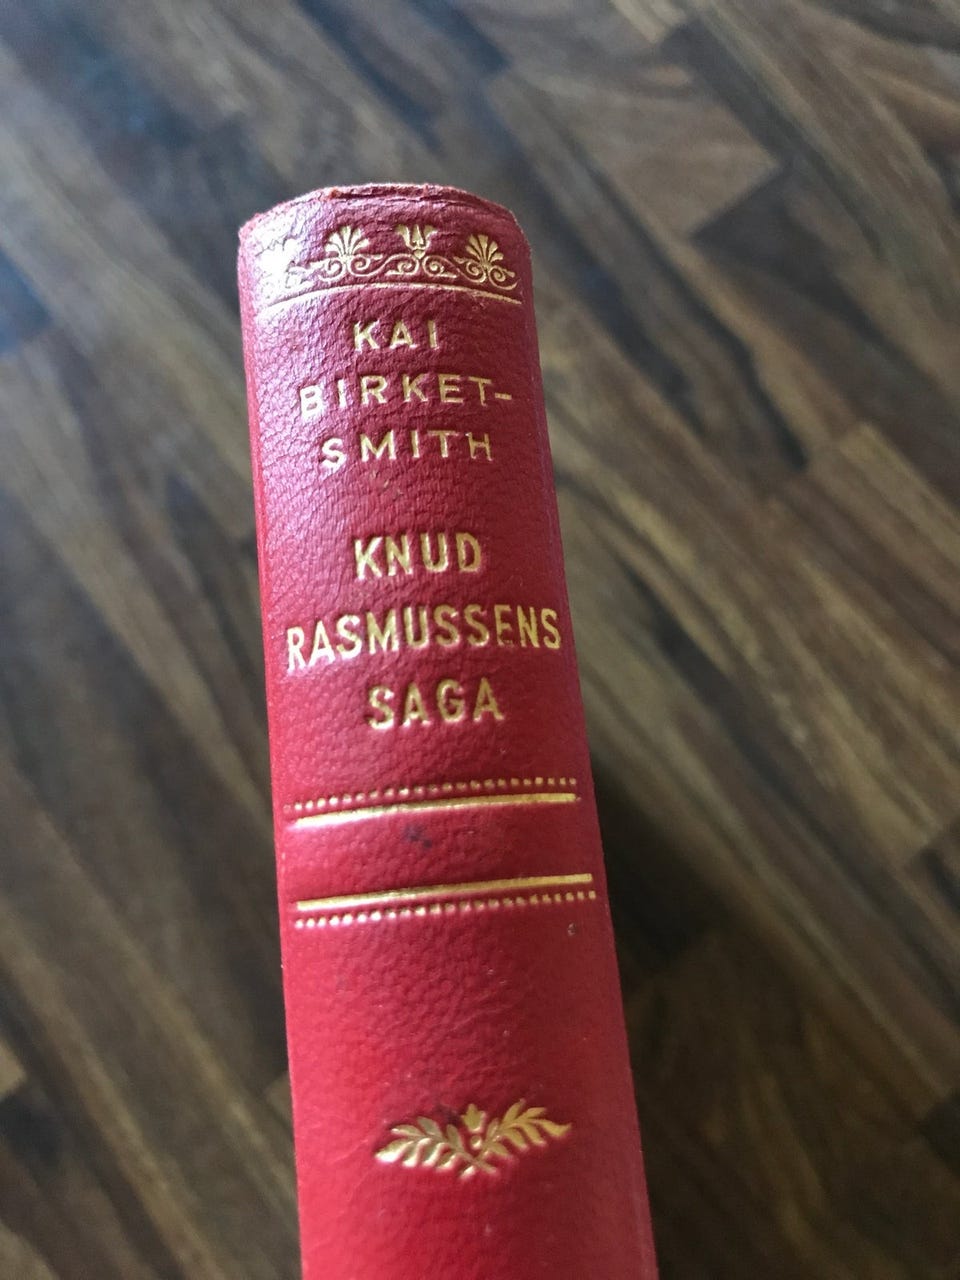 KAI
BIRKET-
SMITH
KNUD
RASMUSSENS
SAGA